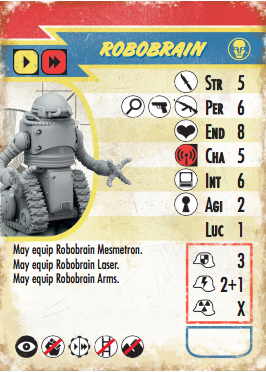 ROBOBRAIN
STR 5
PER 6
END 8
CHA 5
INT 6
AGI 2
LUC 1
May equip Robobrain Mesmetron.
May equip Robobrain Laser.
May equip Robobrain Arms.
3
2+1
X